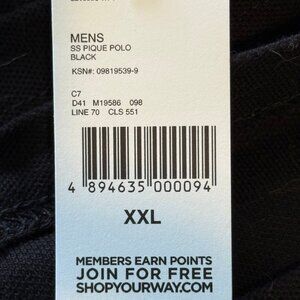 MENS
SS PIQUE POLO
BLACK
KSN#: 09819539-9
C7
D41 M19586 098
LINE 70 CLS 551
4 894635 000094
XXL
MEMBERS EARN POINTS
JOIN FOR FREE
SHOPYOURWAY.COM